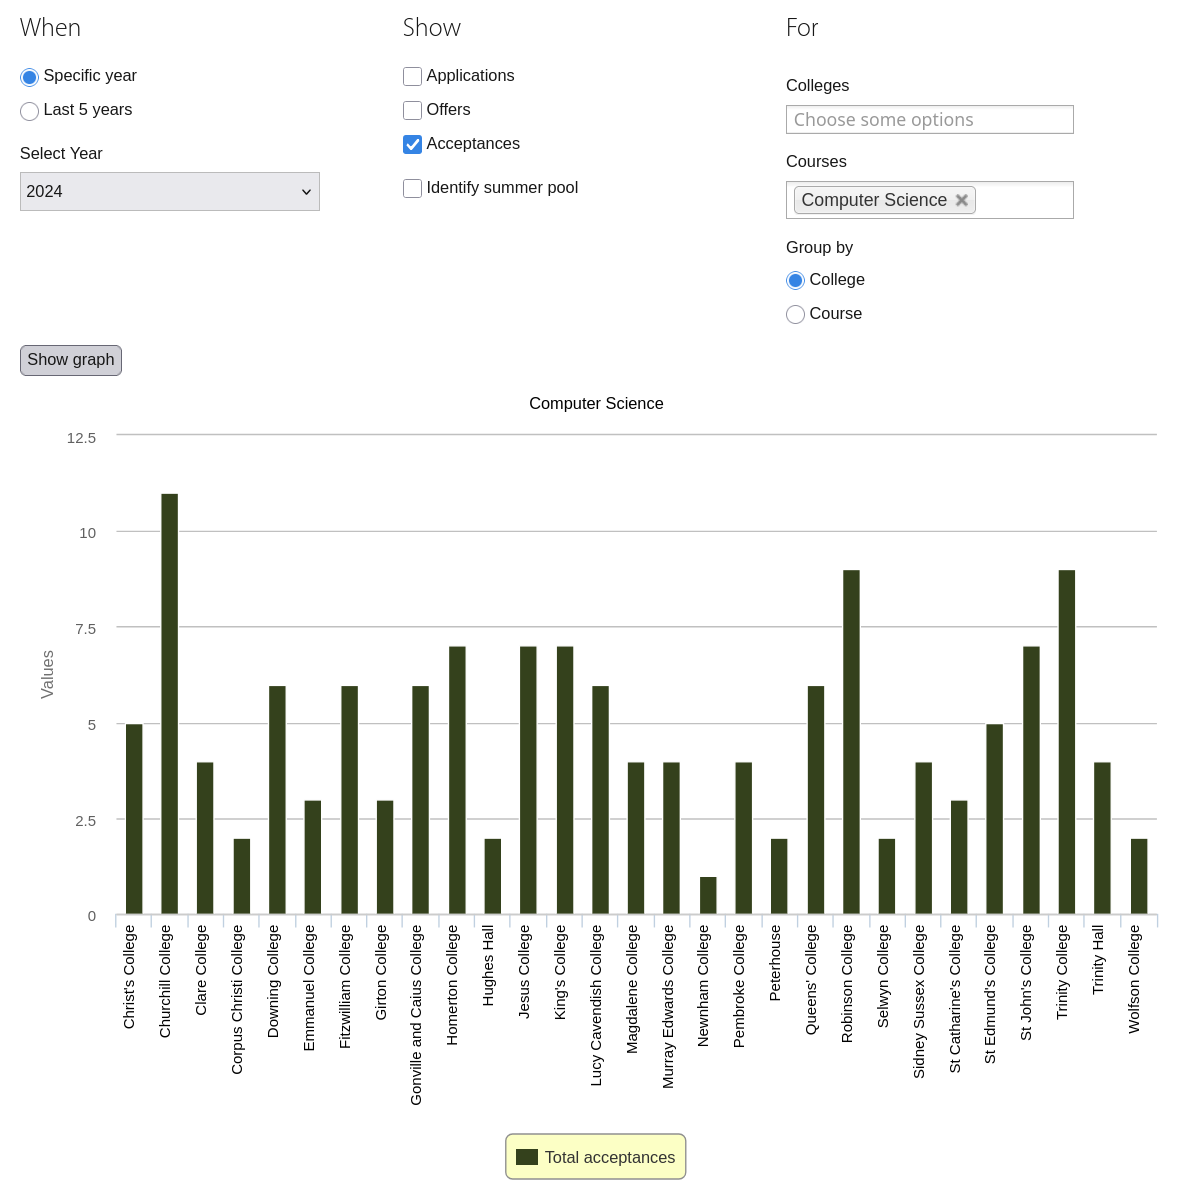 When
Specific year
Last 5 years
Select Year
2024
Show
Applications
Offers
Acceptances
Identify summer pool
For
Colleges
Choose some options
Courses
Computer Science
Group by
College
Course
Show graph
Computer Science
Values
12.5
10
7.5
5
2.5
0
Christ's College
Churchill College
Clare College
Corpus Christi College
Downing College
Emmanuel College
Fitzwilliam College
Girton College
Gonville and Caius College
Homerton College
Hughes Hall
Jesus College
King's College
Lucy Cavendish College
Magdalene College
Murray Edwards College
Newnham College
Pembroke College
Peterhouse
Queens' College
Robinson College
Selwyn College
Sidney Sussex College
St Catharine's College
St Edmund's College
St John's College
Trinity College
Trinity Hall
Wolfson College
Total acceptances